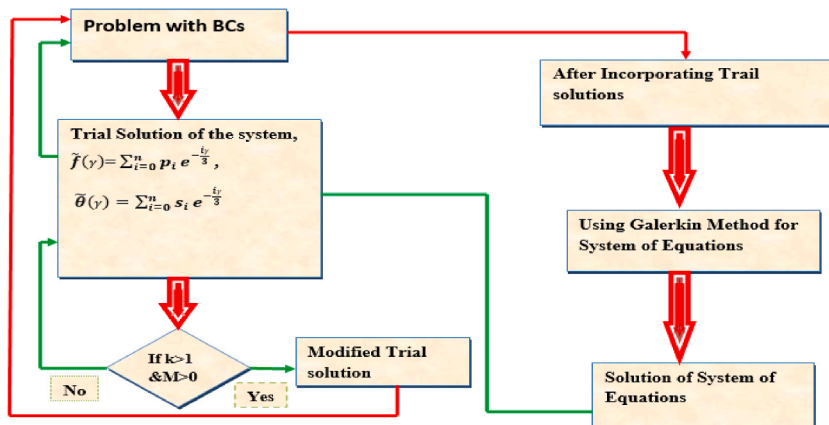 Problem with BCs
After Incorporating Trail
solutions
Trial Solution of the system,
f̃(γ)= ∑ⁿᵢ₌₀ pᵢ e^{-iγ/3} ,
θ̃(γ) = ∑ⁿᵢ₌₀ sᵢ e^{-iγ/3}
Using Galerkin Method for
System of Equations
If k>1
&M>0
No
Yes
Modified Trial
solution
Solution of System of
Equations